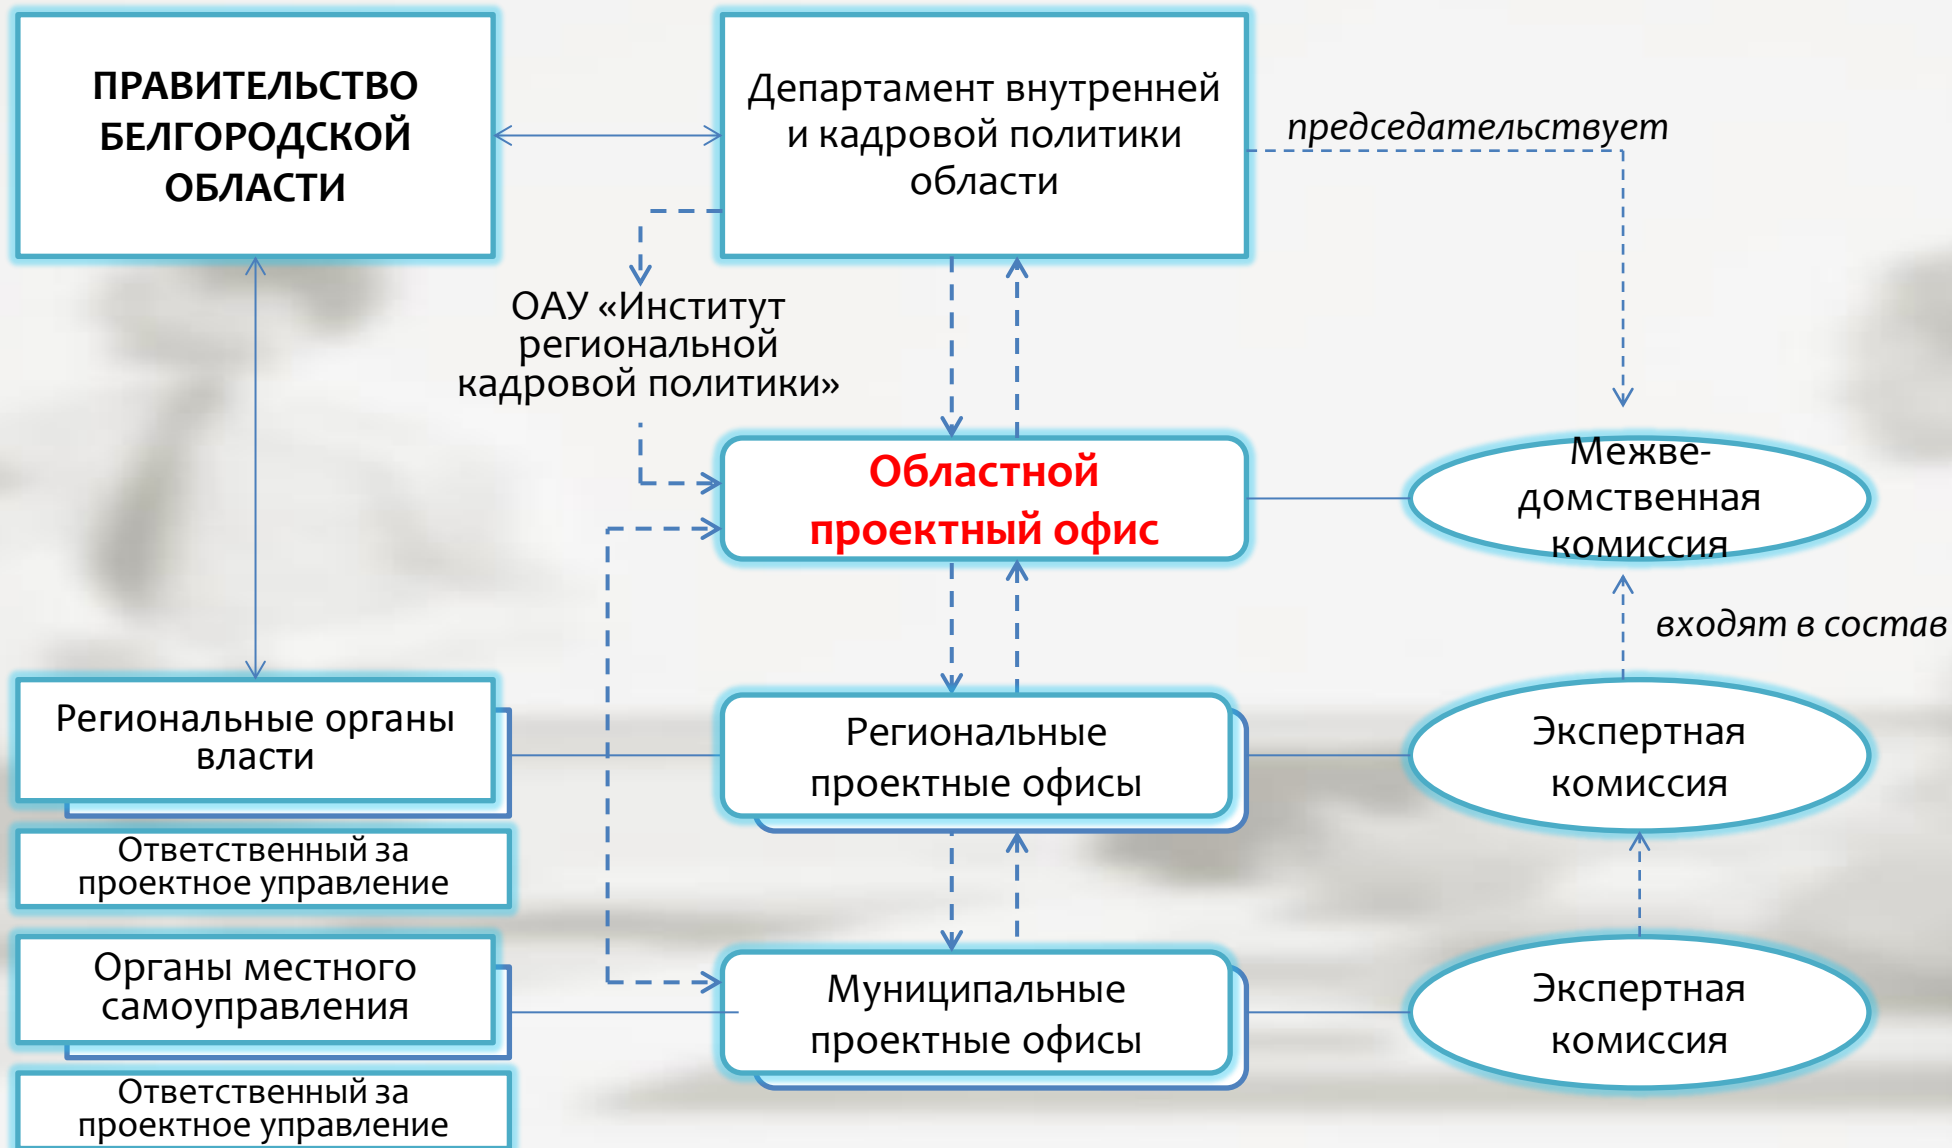 ПРАВИТЕЛЬСТВО
БЕЛГОРОДСКОЙ
ОБЛАСТИ
Департамент внутренней
и кадровой политики
области
председательствует
ОАУ «Институт
региональной
кадровой политики»
Областной
проектный офис
Межве-
домственная
комиссия
входят в состав
Региональные органы
власти
Региональные
проектные офисы
Экспертная
комиссия
Ответственный за
проектное управление
Органы местного
самоуправления
Муниципальные
проектные офисы
Экспертная
комиссия
Ответственный за
проектное управление